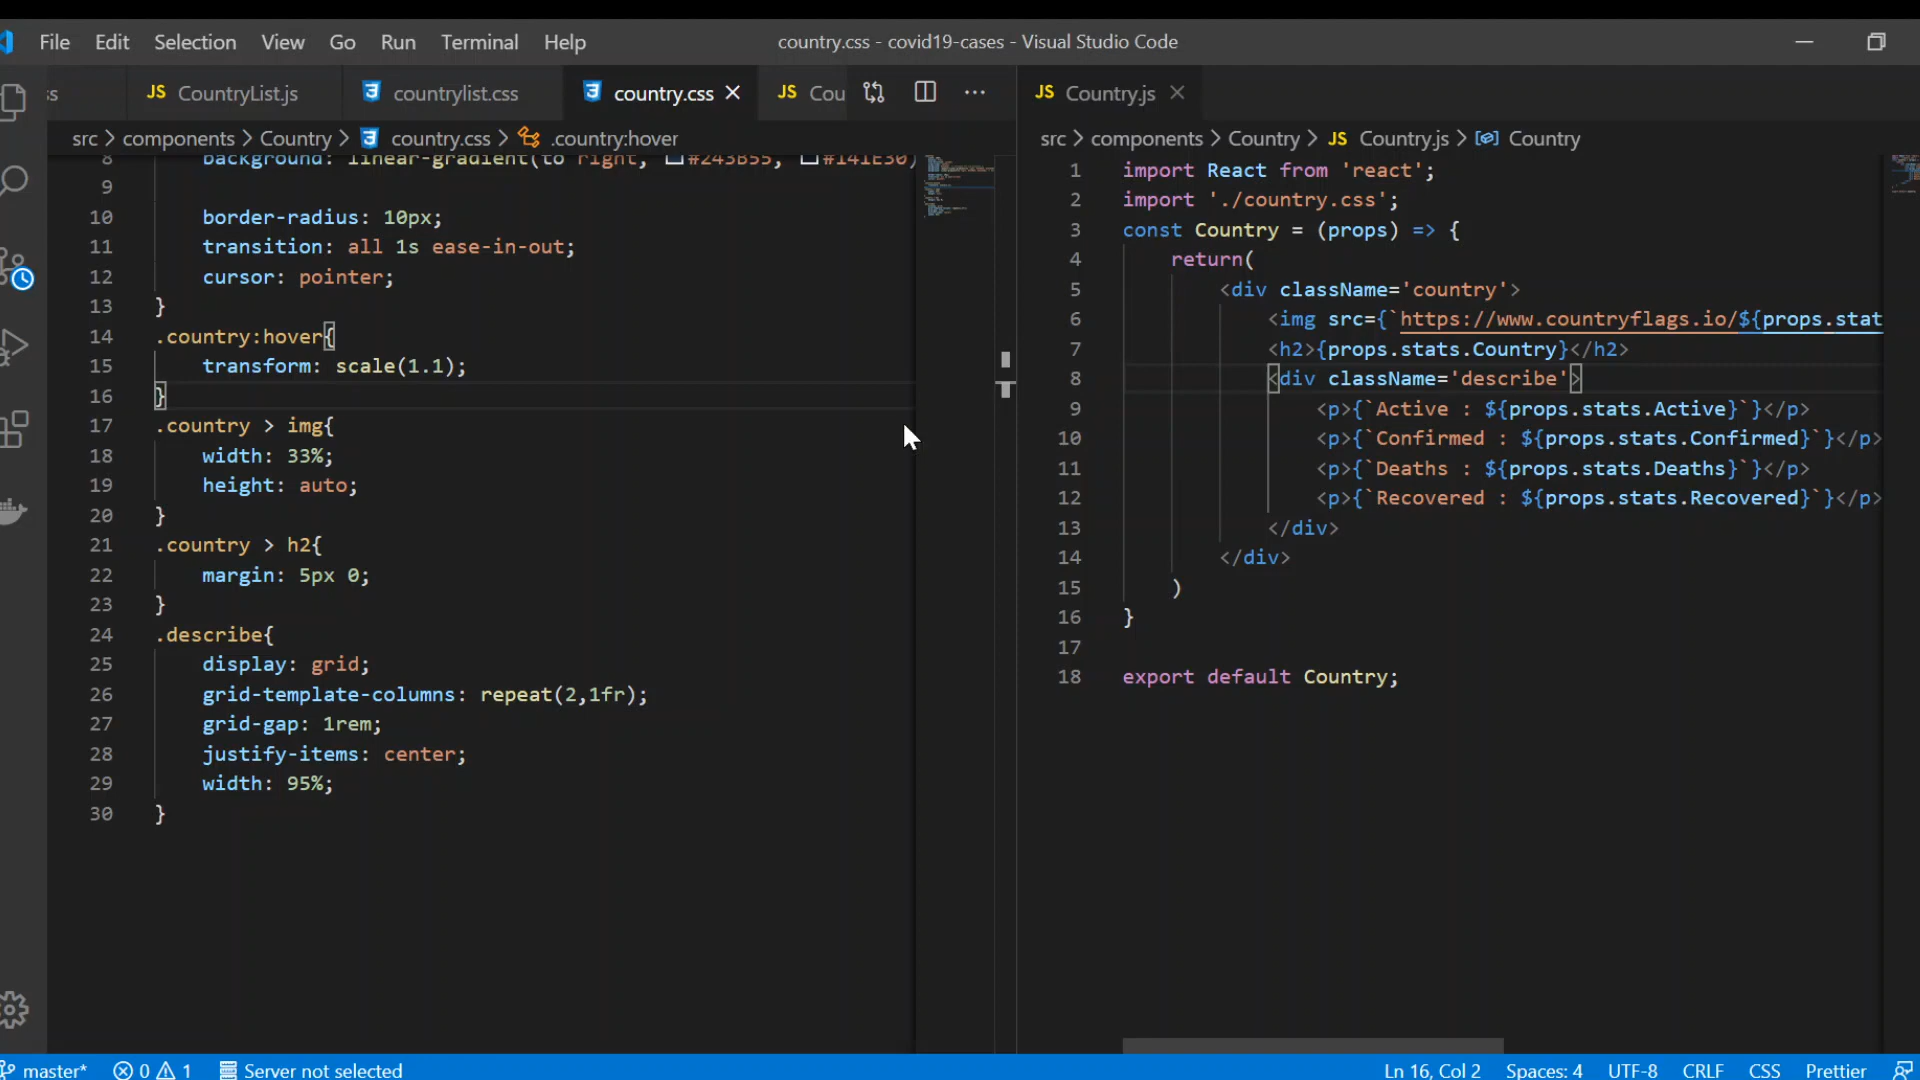 File Edit Selection View Go Run Terminal Help
country.css - covid19-cases - Visual Studio Code
ss
JS CountryList.js
countrylist.css
country.css
JS Cou
JS Country.js
src > components > Country > country.css > .country:hover
8 background: linear-gradient(to right, #243B55, #141E30)
9
10 border-radius: 10px;
11 transition: all 1s ease-in-out;
12 cursor: pointer;
13 }
14 .country:hover{
15 transform: scale(1.1);
16 }
17 .country > img{
18 width: 33%;
19 height: auto;
20 }
21 .country > h2{
22 margin: 5px 0;
23 }
24 .describe{
25 display: grid;
26 grid-template-columns: repeat(2,1fr);
27 grid-gap: 1rem;
28 justify-items: center;
29 width: 95%;
30 }
src > components > Country > JS Country.js > Country
1 import React from 'react';
2 import './country.css';
3 const Country = (props) => {
4 return(
5 <div className='country'>
6 <img src={`https://www.countryflags.io/${props.stat
7 <h2>{props.stats.Country}</h2>
8 <div className='describe'>
9 <p>{`Active : ${props.stats.Active}`}</p>
10 <p>{`Confirmed : ${props.stats.Confirmed}`}</p>
11 <p>{`Deaths : ${props.stats.Deaths}`}</p>
12 <p>{`Recovered : ${props.stats.Recovered}`}</p>
13 </div>
14 </div>
15 )
16 }
17
18 export default Country;
master* 0 1 Server not selected
Ln 16, Col 2 Spaces: 4 UTF-8 CRLF CSS Prettier